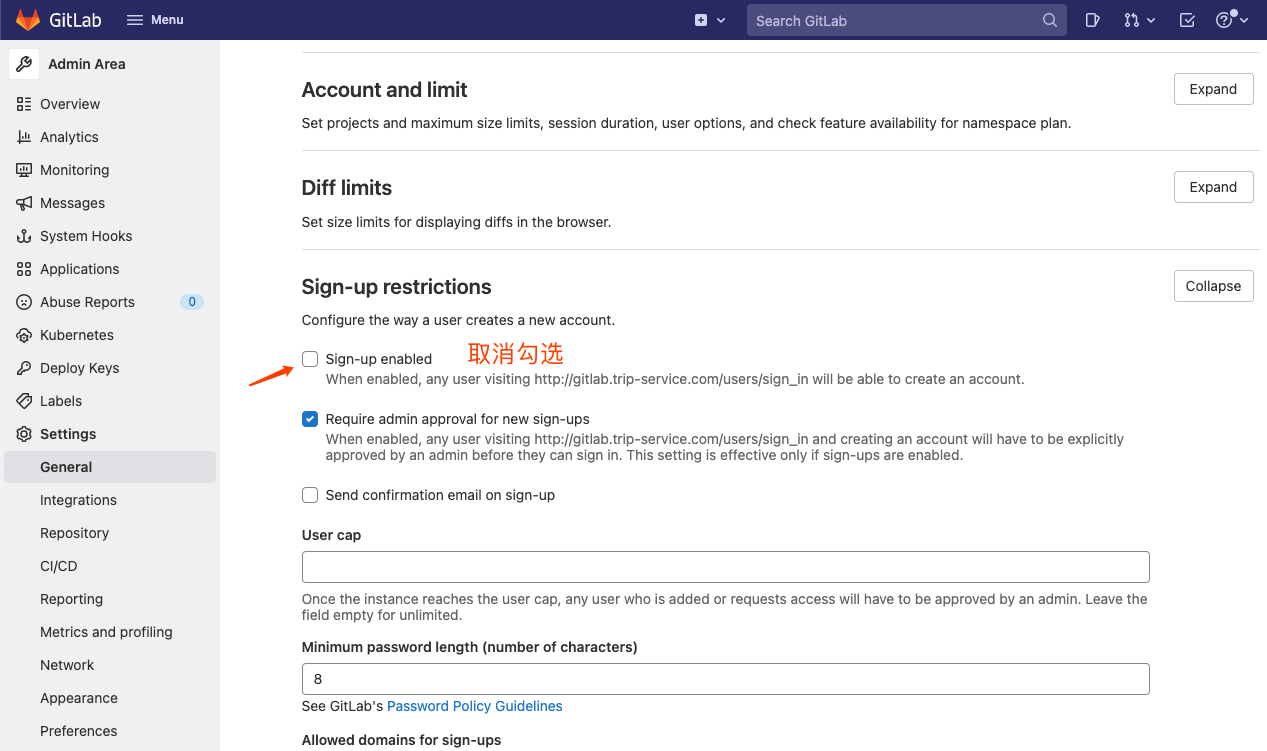 GitLab
Menu
Search GitLab
Admin Area
Overview
Analytics
Monitoring
Messages
System Hooks
Applications
Abuse Reports 0
Kubernetes
Deploy Keys
Labels
Settings
General
Integrations
Repository
CI/CD
Reporting
Metrics and profiling
Network
Appearance
Preferences
Account and limit
Expand
Set projects and maximum size limits, session duration, user options, and check feature availability for namespace plan.
Diff limits
Expand
Set size limits for displaying diffs in the browser.
Sign-up restrictions
Collapse
Configure the way a user creates a new account.
Sign-up enabled
取消勾选
When enabled, any user visiting http://gitlab.trip-service.com/users/sign_in will be able to create an account.
Require admin approval for new sign-ups
When enabled, any user visiting http://gitlab.trip-service.com/users/sign_in and creating an account will have to be explicitly
approved by an admin before they can sign in. This setting is effective only if sign-ups are enabled.
Send confirmation email on sign-up
User cap
Once the instance reaches the user cap, any user who is added or requests access will have to be approved by an admin. Leave the
field empty for unlimited.
Minimum password length (number of characters)
8
See GitLab's Password Policy Guidelines
Allowed domains for sign-ups